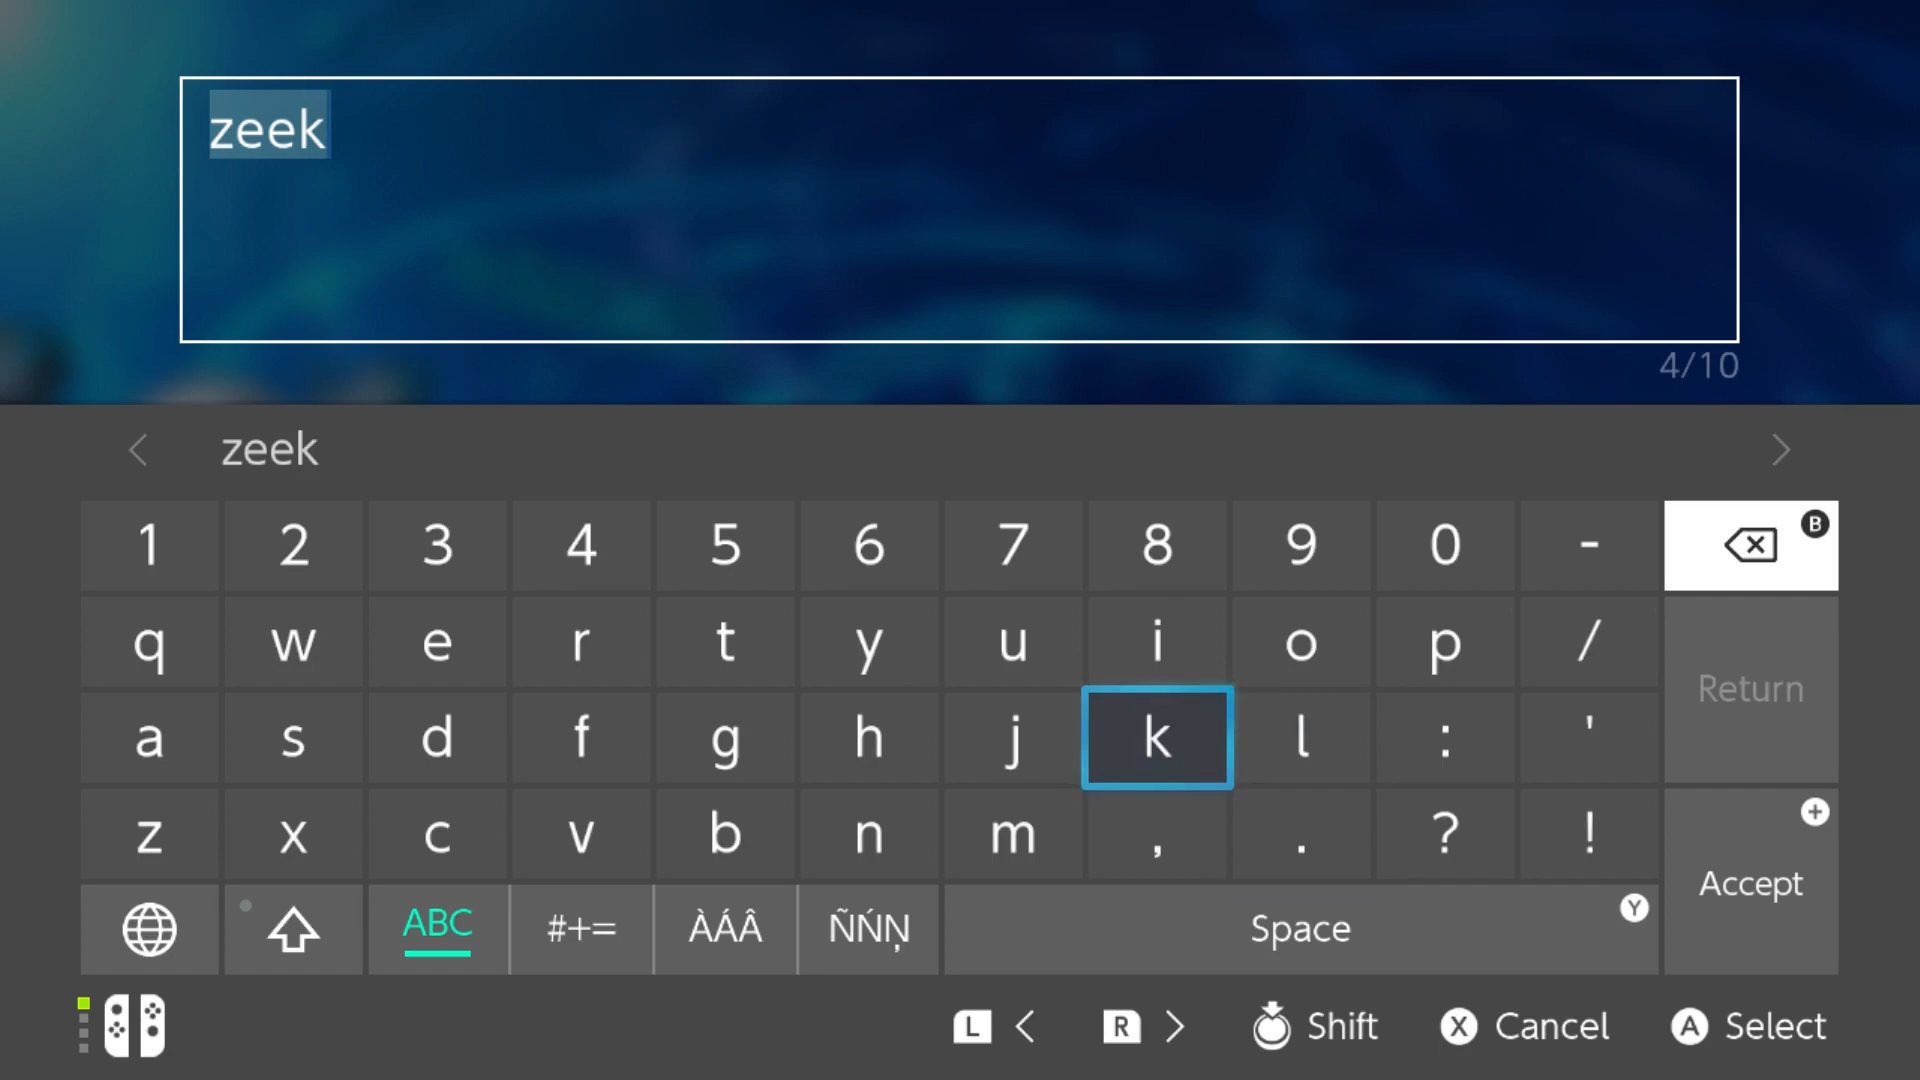 zeek
4/10
< zeek >
1 2 3 4 5 6 7 8 9 0 - B
q w e r t y u i o p / Return
a s d f g h j k l : '
z x c v b n m , . ? ! + Accept
ABC #+= ÀÁÂ ÑŃŅ Space Y
L < R > Shift X Cancel A Select